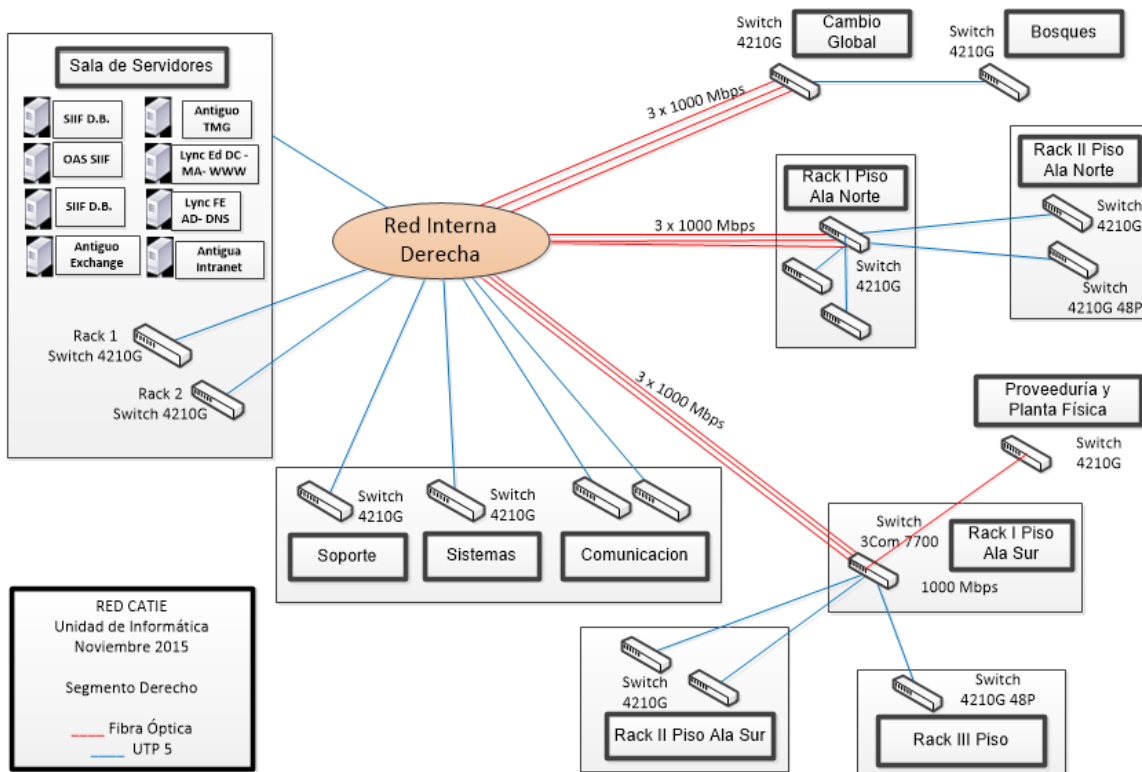 Sala de Servidores
SIIF D.B.
Antiguo
TMG
OAS SIIF
Lync Ed DC -
MA- WWW
SIIF D.B.
Lync FE
AD- DNS
Antiguo
Exchange
Antigua
Intranet
Rack 1
Switch 4210G
Rack 2
Switch 4210G
Red Interna
Derecha
3 x 1000 Mbps
Switch
4210G
Cambio
Global
Switch
4210G
Bosques
3 x 1000 Mbps
Rack I Piso
Ala Norte
Switch
4210G
Rack II Piso
Ala Norte
Switch
4210G
Switch
4210G 48P
3 x 1000 Mbps
Proveeduría y
Planta Física
Switch
4210G
Switch
3Com 7700
Rack I Piso
Ala Sur
1000 Mbps
Switch
4210G
Switch
4210G
Soporte
Sistemas
Comunicacion
Switch
4210G
Rack II Piso Ala Sur
Switch
4210G 48P
Rack III Piso
RED CATIE
Unidad de Informática
Noviembre 2015
Segmento Derecho
____ Fibra Óptica
____ UTP 5